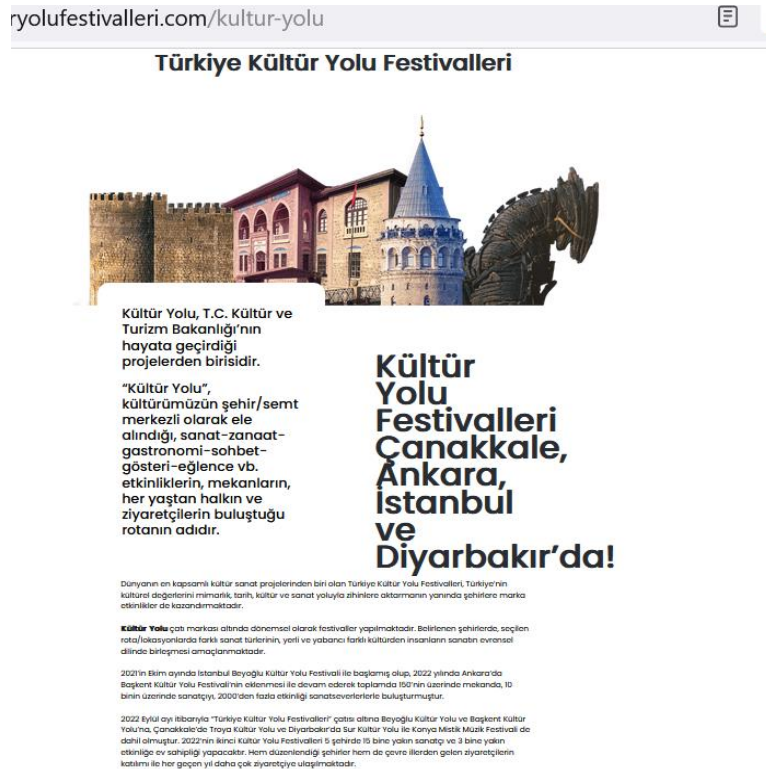 ryolufestivalleri.com/kultur-yolu
Türkiye Kültür Yolu Festivalleri
Kültür Yolu, T.C. Kültür ve
Turizm Bakanlığı’nın
hayata geçirdiği
projelerden birisidir.
“Kültür Yolu”,
kültürümüzün şehir/semt
merkezli olarak ele
alındığı, sanat-zanaat-
gastronomi-sohbet-
gösteri-eğlence vb.
etkinliklerin, mekanların,
her yaştan halkın ve
ziyaretçilerin buluştuğu
rotanın adıdır.
Kültür
Yolu
Festivalleri
Çanakkale,
Ankara,
İstanbul
ve
Diyarbakır’da!
Dünyanın en kapsamlı kültür sanat projelerinden biri olan Türkiye Kültür Yolu Festivalleri, Türkiye’nin
kültürel değerlerini mimarlık, tarih, kültür ve sanat yoluyla zihinlere aktarmanın yanında şehirlere marka
etkinlikler de kazandırmaktadır.
Kültür Yolu çatı markası altında dönemsel olarak festivaller yapılmaktadır. Belirlenen şehirlerde, seçilen
rota/lokasyonlarda farklı sanat türlerinin, yerli ve yabancı farklı kültürden insanların sanatın evrensel
dilinde birleşmesi amaçlanmaktadır.
2021’in Ekim ayında İstanbul Beyoğlu Kültür Yolu Festivali ile başlamış olup, 2022 yılında Ankara’da
Başkent Kültür Yolu Festivali’nin eklenmesi ile devam ederek toplamda 150’nin üzerinde mekanda, 10
binin üzerinde sanatçıyı, 2000’den fazla etkinliği sanatseverlerle buluşturmuştur.
2022 Eylül ayı itibarıyla “Türkiye Kültür Yolu Festivalleri” çatısı altına Beyoğlu Kültür Yolu ve Başkent Kültür
Yolu’na, Çanakkale’de Troya Kültür Yolu ve Diyarbakır’da Sur Kültür Yolu ile Konya Mistik Müzik Festivali de
dahil olmuştur. 2022’nin ikinci Kültür Yolu Festivalleri 5 şehirde 15 bine yakın sanatçı ve 3 bine yakın
etkinliğe ev sahipliği yapacaktır. Hem düzenlendiği şehirler hem de çevre illerden gelen ziyaretçilerin
katılımı ile her geçen yıl daha çok ziyaretçiye ulaşılmaktadır.